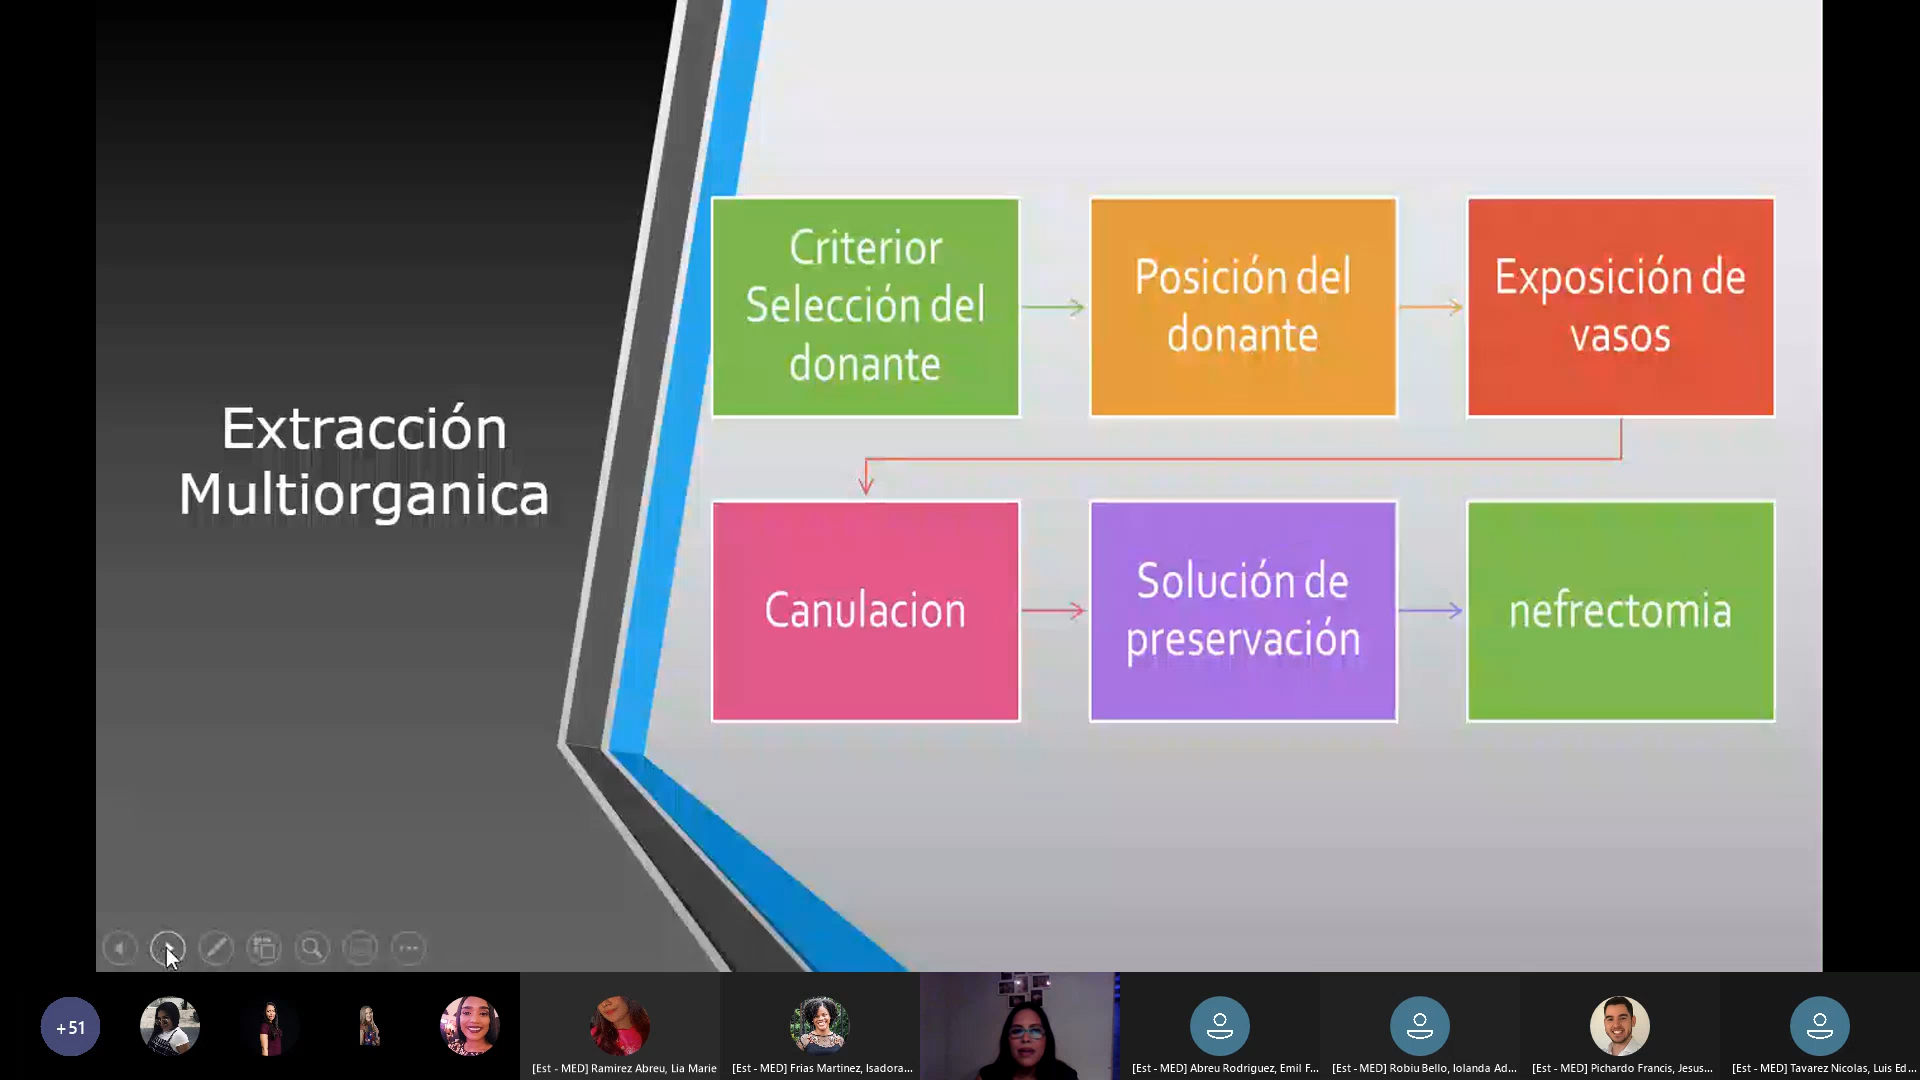 Extracción
Multiorganica
Criterior
Selección del
donante
Posición del
donante
Exposición de
vasos
Canulacion
Solución de
preservación
nefrectomia
+51
[Est - MED] Ramirez Abreu, Lia Marie
[Est - MED] Frias Martinez, Isadora...
[Est - MED] Abreu Rodriguez, Emil F...
[Est - MED] Robiu Bello, Iolanda Ad...
[Est - MED] Pichardo Francis, Jesus...
[Est - MED] Tavarez Nicolas, Luis Ed...